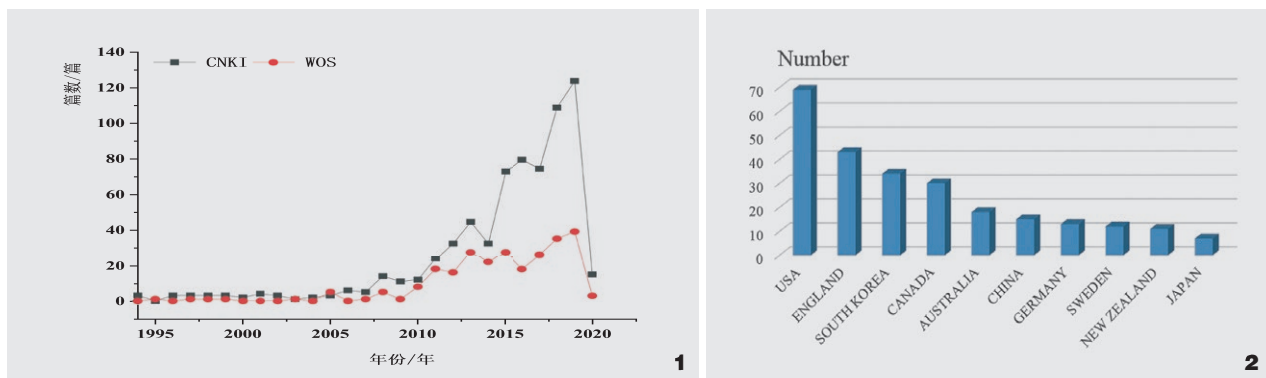 140
120
100
80
60
40
20
0
篇数/篇
CNKI
WOS
1995
2000
2005
2010
2015
2020
年份/年
1
Number
70
60
50
40
30
20
10
0
USA
ENGLAND
SOUTH KOREA
CANADA
AUSTRALIA
CHINA
GERMANY
SWEDEN
NEW ZEALAND
JAPAN
2